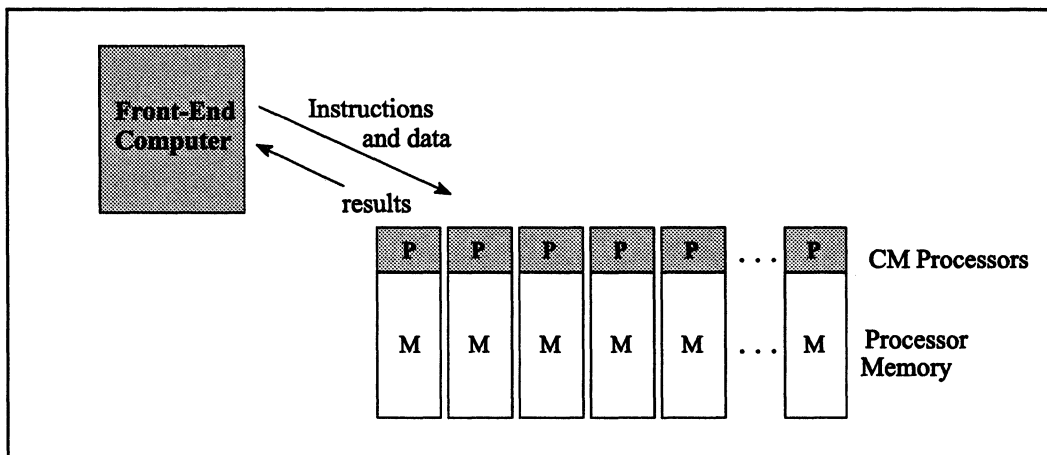 Front-End
Computer
Instructions
and data
results
P P P P P ... P
CM Processors
M M M M M ... M
Processor
Memory